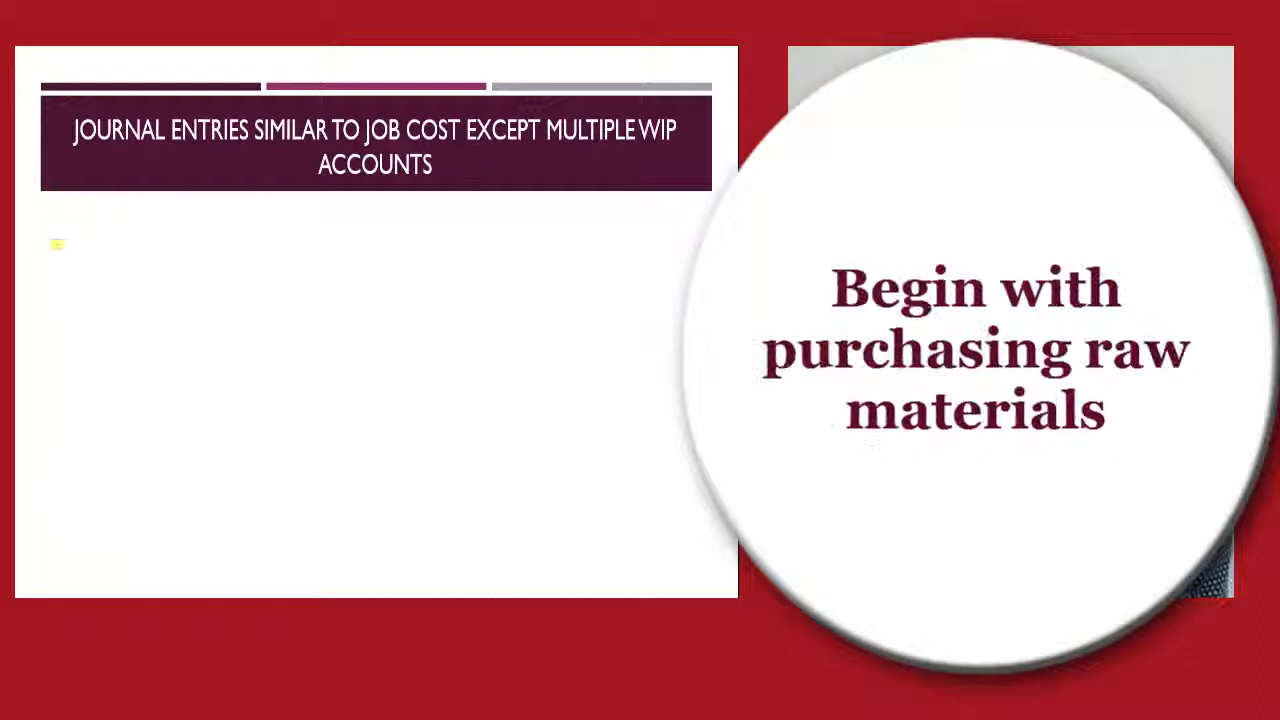 JOURNAL ENTRIES SIMILAR TO JOB COST EXCEPT MULTIPLE WIP
ACCOUNTS
Begin with
purchasing raw
materials